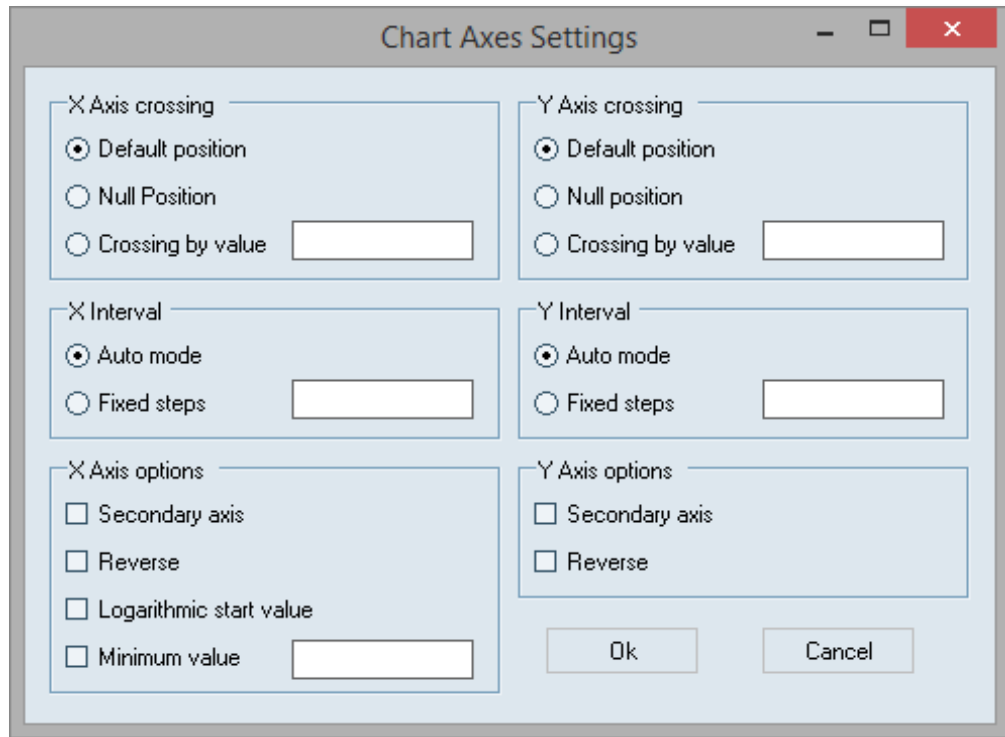 Chart Axes Settings
X Axis crossing
Default position
Null Position
Crossing by value
Y Axis crossing
Default position
Null position
Crossing by value
X Interval
Auto mode
Fixed steps
Y Interval
Auto mode
Fixed steps
X Axis options
Secondary axis
Reverse
Logarithmic start value
Minimum value
Y Axis options
Secondary axis
Reverse
Ok
Cancel